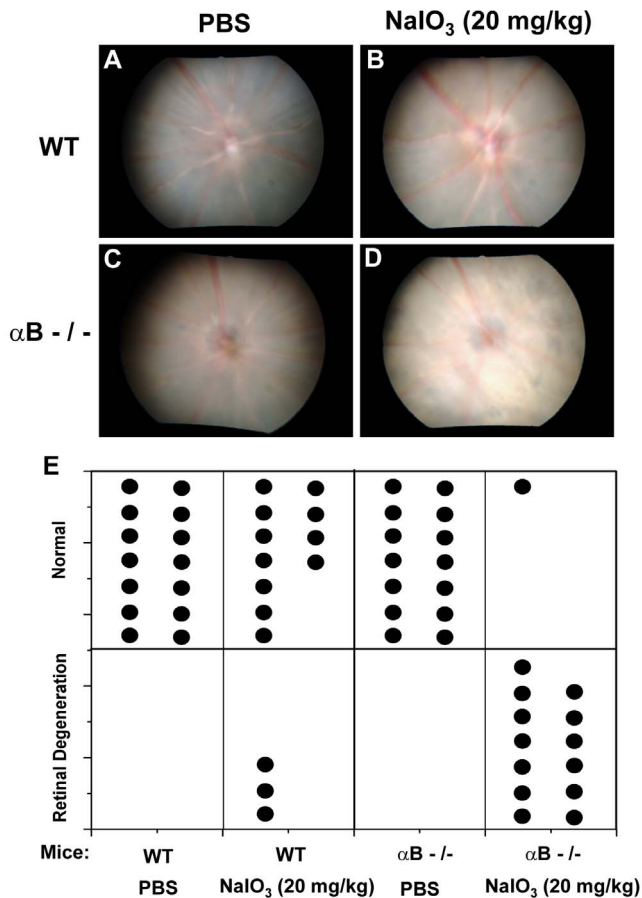 PBS NaIO₃ (20 mg/kg)
A B
WT
C D
αB - / -
E
Normal
Retinal Degeneration
Mice: WT WT αB - /- αB - /-
PBS NaIO₃ (20 mg/kg) PBS NaIO₃ (20 mg/kg)